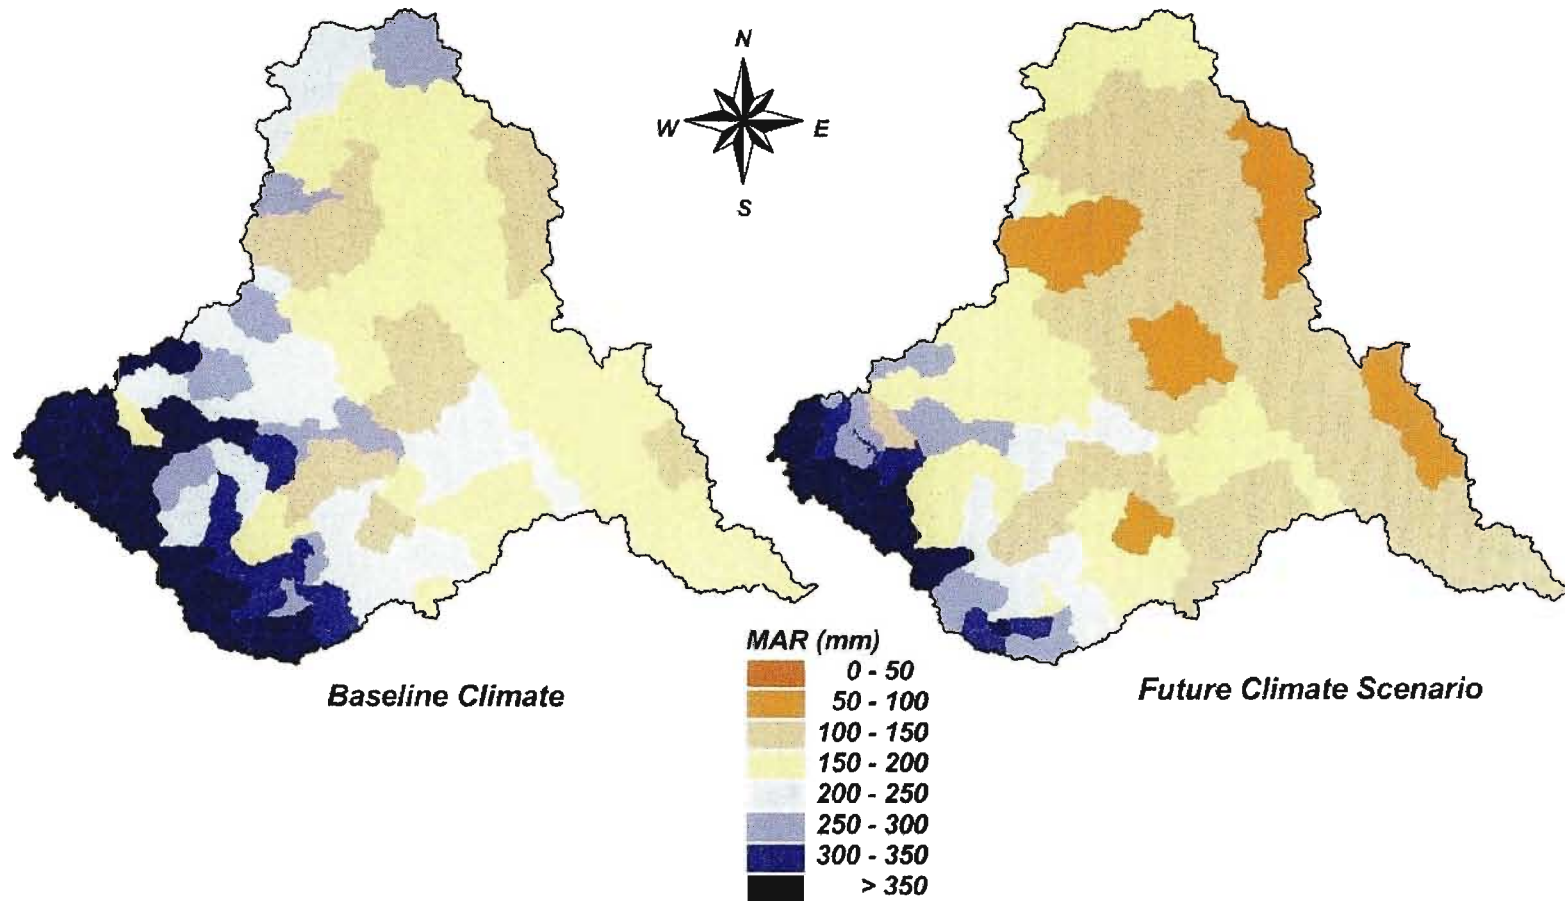 N
W E
S
MAR (mm)
0 - 50
50 - 100
100 - 150
150 - 200
200 - 250
250 - 300
300 - 350
> 350
Baseline Climate
Future Climate Scenario